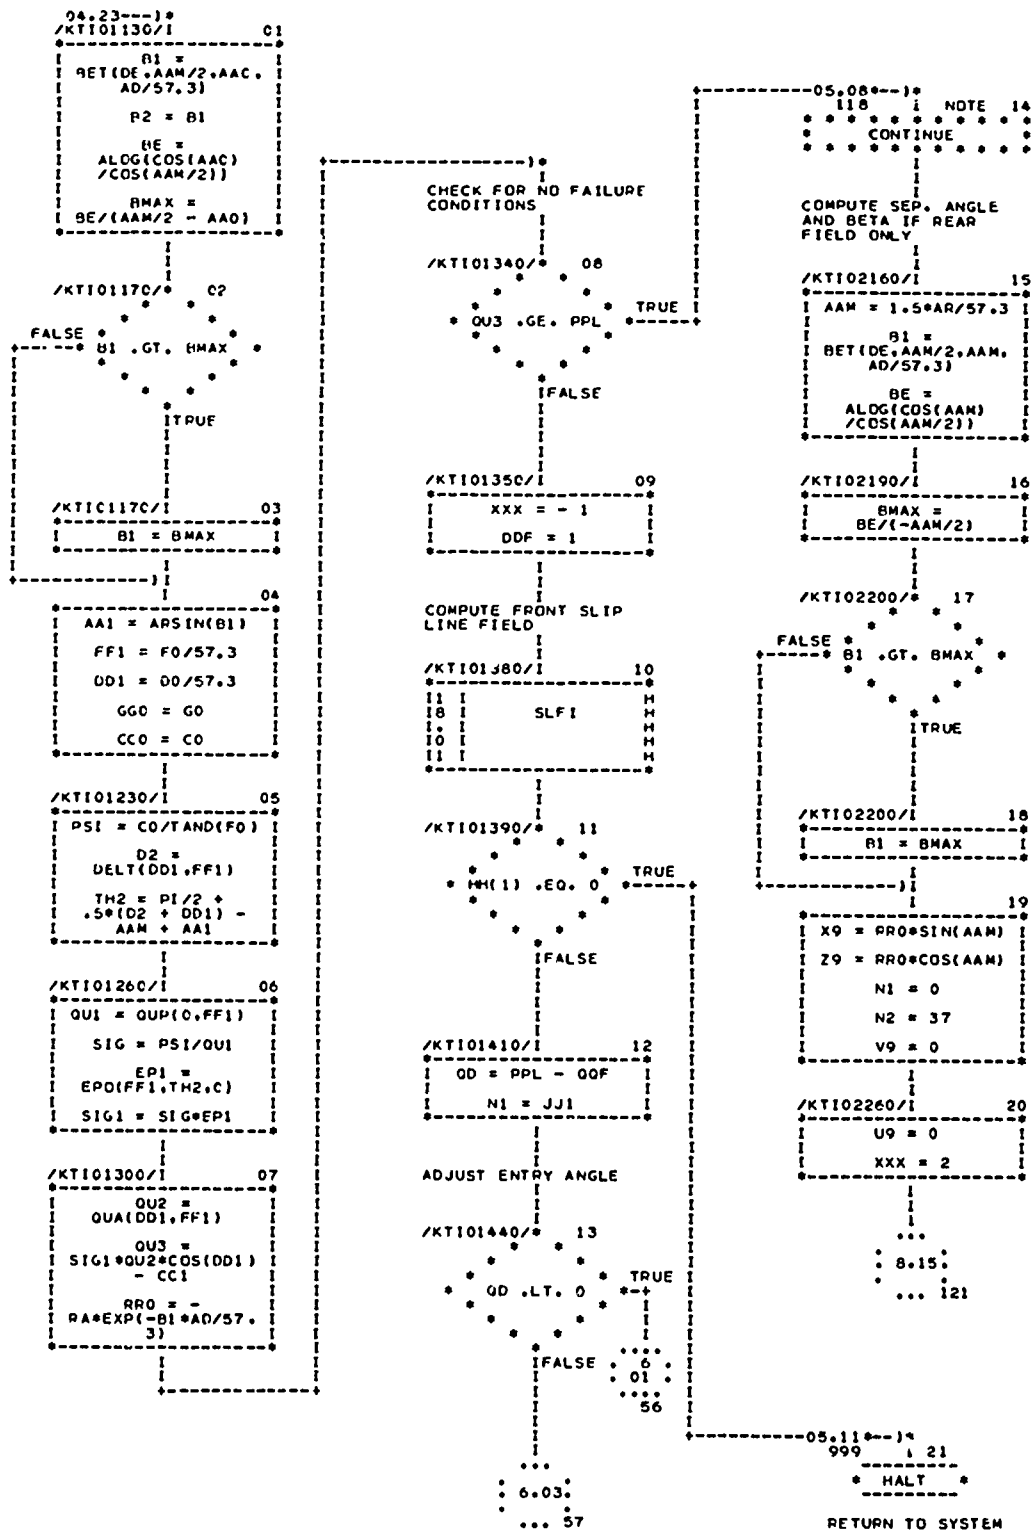 04.23---)*
/KTI01130/I 01
B1 =
BET(DE,AAM/2,AAC,
AD/57.3)
B2 = B1
BE =
ALOG(COS(AAC)
/COS(AAM/2))
BMAX =
BE/(AAM/2 - AAO)
/KTI01170/* 02
FALSE
B1 .GT. BMAX
TRUE
/KTI01170/I 03
B1 = BMAX
04
AA1 = ARSIN(B1)
FF1 = FO/57.3
DD1 = DO/57.3
GGO = GO
CCO = CO
/KTI01230/I 05
PSI = CO/TAND(FO)
D2 =
DELT(DD1,FF1)
TH2 = PI/2 +
.5*(D2 + DD1) -
AAM + AA1
/KTI01260/I 06
QU1 = QUP(0,FF1)
SIG = PSI/QU1
EP1 =
EPO(FF1,TH2,C)
SIG1 = SIG*EP1
/KTI01300/I 07
QU2 =
QUA(DD1,FF1)
QU3 =
SIG1*QU2*COS(DD1)
- CC1
RRO = -
RA*EXP(-B1*AD/57.
3)
CHECK FOR NO FAILURE
CONDITIONS
/KTI01340/* 08
QU3 .GE. PPL
TRUE
FALSE
/KTI01350/I 09
XXX = - 1
DDF = 1
COMPUTE FRONT SLIP
LINE FIELD
/KTI01380/I 10
18.01
SLFI
/KTI01390/* 11
HH(1) .EQ. 0
TRUE
FALSE
/KTI01410/I 12
QD = PPL - QQF
N1 = JJ1
ADJUST ENTRY ANGLE
/KTI01440/* 13
QD .LT. 0
TRUE
FALSE
6
01
56
6.03
57
05.08*--)*
118 NOTE 14
CONTINUE
COMPUTE SEP. ANGLE
AND BETA IF REAR
FIELD ONLY
/KTI02160/I 15
AAM = 1.5*AR/57.3
B1 =
BET(DE,AAM/2,AAM,
AD/57.3)
BE =
ALOG(COS(AAM)
/COS(AAM/2))
/KTI02190/I 16
BMAX =
BE/(-AAM/2)
/KTI02200/* 17
FALSE
B1 .GT. BMAX
TRUE
/KTI02200/I 18
B1 = BMAX
19
X9 = RRO*SIN(AAM)
Z9 = RRO*COS(AAM)
N1 = 0
N2 = 37
V9 = 0
/KTI02260/I 20
U9 = 0
XXX = 2
8.15
121
05.11*--)*
999 21
HALT
RETURN TO SYSTEM